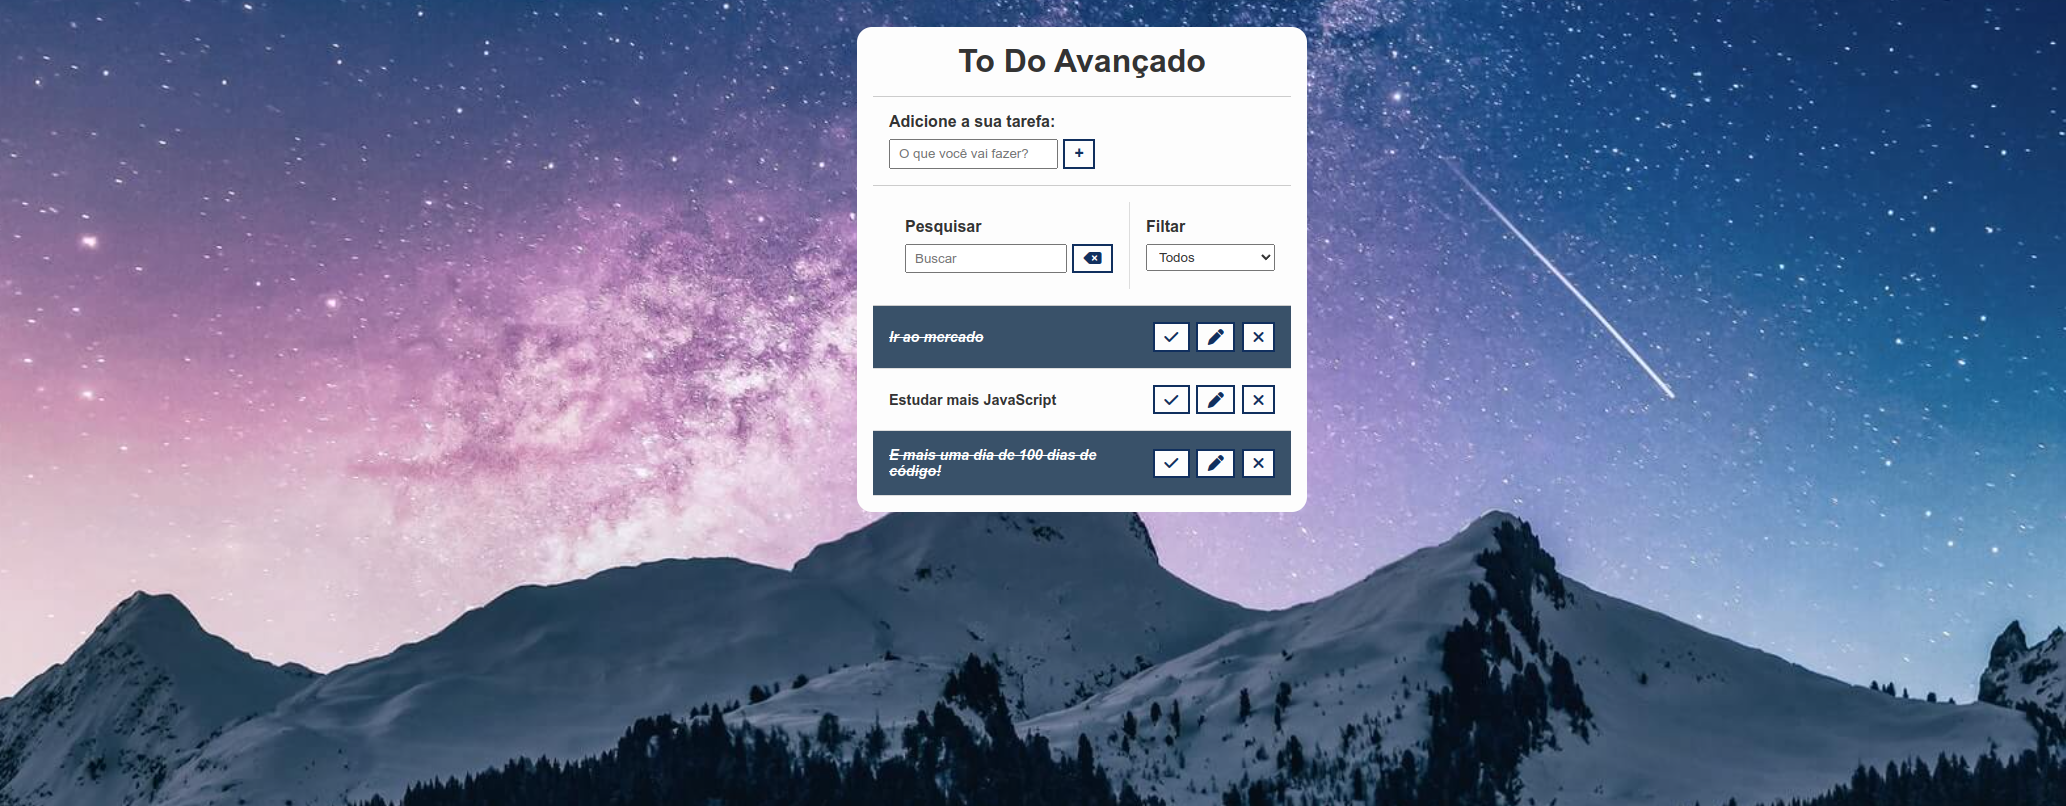 To Do Avançado
Adicione a sua tarefa:
O que você vai fazer?
+
Pesquisar
Filtar
Buscar
Todos
Ir ao mercado
Estudar mais JavaScript
E mais uma dia de 100 dias de
código!